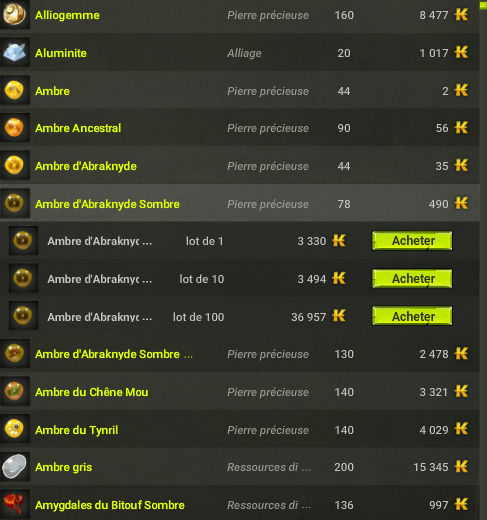 Alliogemme Pierre précieuse 160 8 477
Aluminite Alliage 20 1 017
Ambre Pierre précieuse 44 2
Ambre Ancestral Pierre précieuse 90 56
Ambre d'Abraknyde Pierre précieuse 44 35
Ambre d'Abraknyde Sombre Pierre précieuse 78 490
Ambre d'Abraknyc ... lot de 1 3 330 Acheter
Ambre d'Abraknyc ... lot de 10 3 494 Acheter
Ambre d'Abraknyc ... lot de 100 36 957 Acheter
Ambre d'Abraknyde Sombre ... Pierre précieuse 130 2 478
Ambre du Chêne Mou Pierre précieuse 140 3 321
Ambre du Tynril Pierre précieuse 140 4 029
Ambre gris Ressources di ... 200 15 345
Amygdales du Bitouf Sombre Ressources di ... 136 997